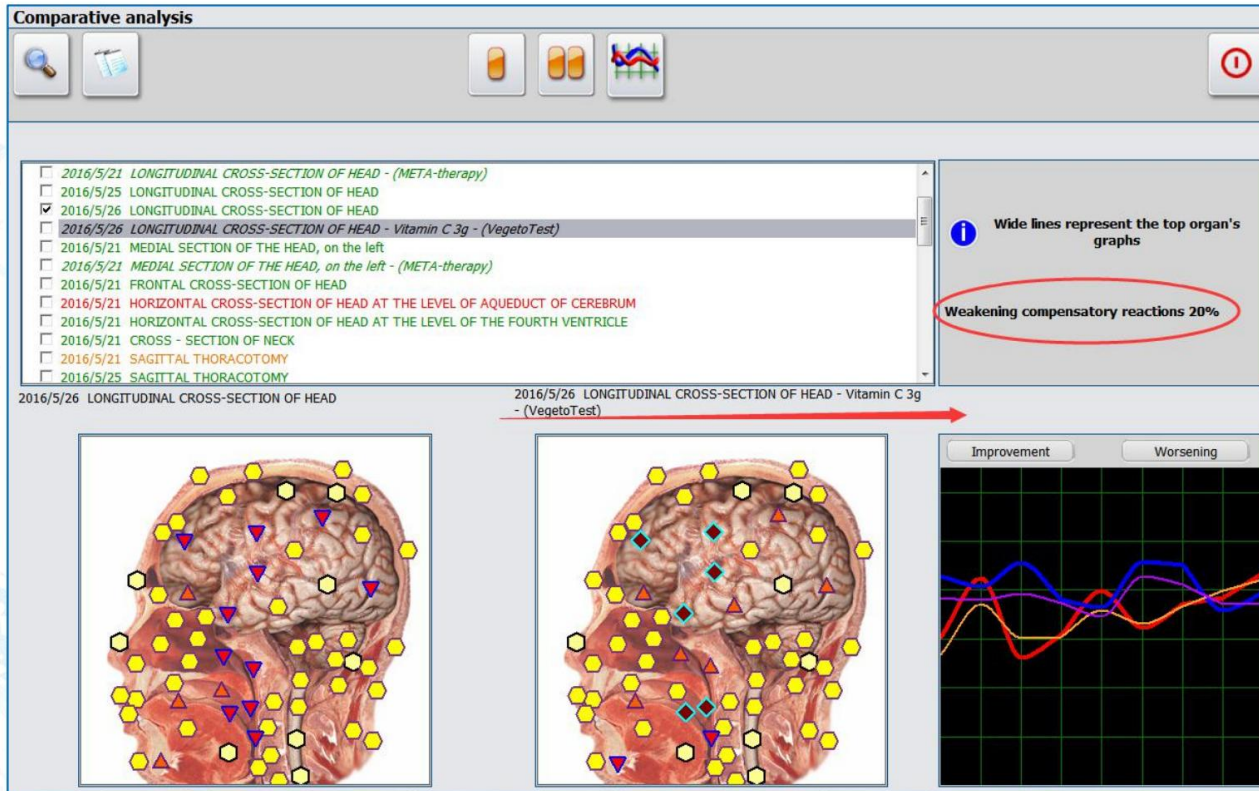 Comparative analysis
2016/5/21 LONGITUDINAL CROSS-SECTION OF HEAD - (META-therapy)
2016/5/25 LONGITUDINAL CROSS-SECTION OF HEAD
2016/5/26 LONGITUDINAL CROSS-SECTION OF HEAD
2016/5/26 LONGITUDINAL CROSS-SECTION OF HEAD - Vitamin C 3g - (VegetoTest)
2016/5/21 MEDIAL SECTION OF THE HEAD, on the left
2016/5/21 MEDIAL SECTION OF THE HEAD, on the left - (META-therapy)
2016/5/21 FRONTAL CROSS-SECTION OF HEAD
2016/5/21 HORIZONTAL CROSS-SECTION OF HEAD AT THE LEVEL OF AQUEDUCT OF CEREBRUM
2016/5/21 HORIZONTAL CROSS-SECTION OF HEAD AT THE LEVEL OF THE FOURTH VENTRICLE
2016/5/21 CROSS - SECTION OF NECK
2016/5/21 SAGITTAL THORACOTOMY
2016/5/25 SAGITTAL THORACOTOMY
Wide lines represent the top organ's
graphs
Weakening compensatory reactions 20%
2016/5/26 LONGITUDINAL CROSS-SECTION OF HEAD
2016/5/26 LONGITUDINAL CROSS-SECTION OF HEAD - Vitamin C 3g
- (VegetoTest)
Improvement
Worsening